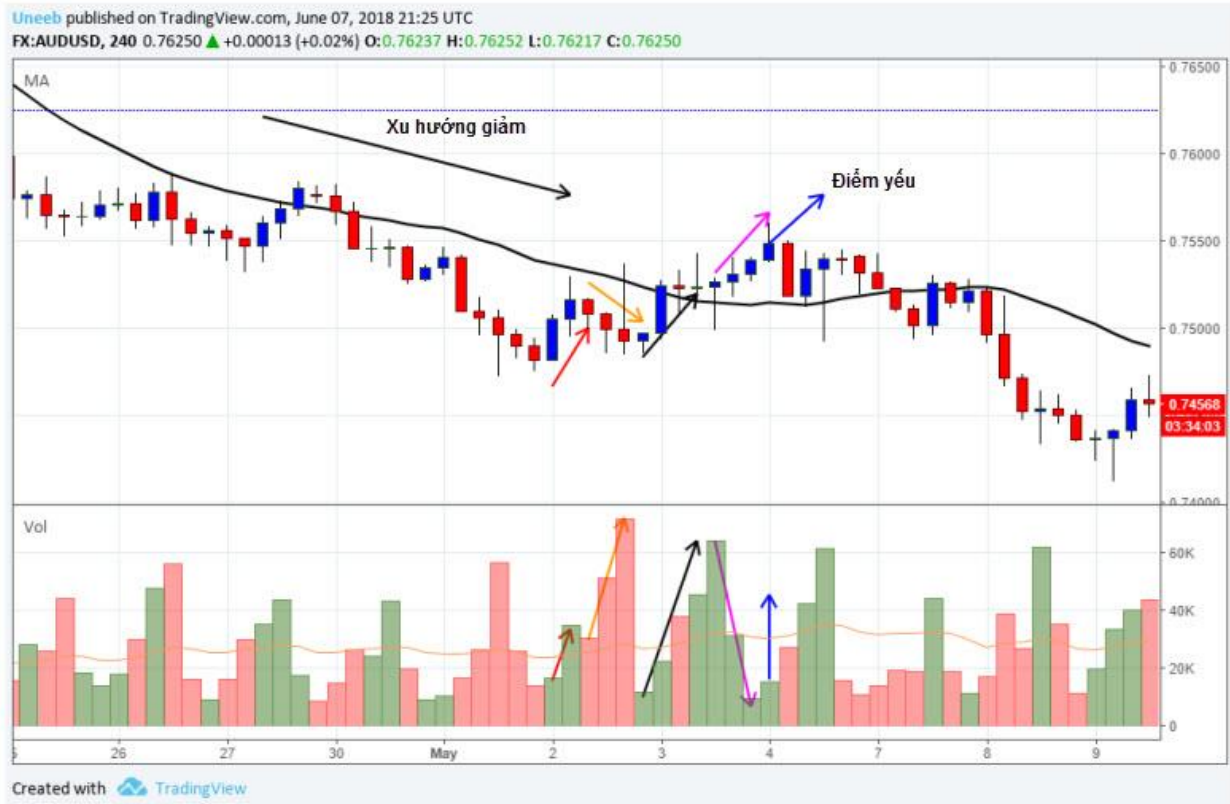 Uneeb published on TradingView.com, June 07, 2018 21:25 UTC
FX:AUDUSD, 240 0.76250 ▲ +0.00013 (+0.02%) O:0.76237 H:0.76252 L:0.76217 C:0.76250
MA
0.76500
Xu hướng giảm
0.76000
Điểm yếu
0.75500
0.75000
0.74568
03:34:03
0.74000
Vol
60K
40K
20K
0
26 27 30 May 2 3 4 7 8 9
Created with TradingView